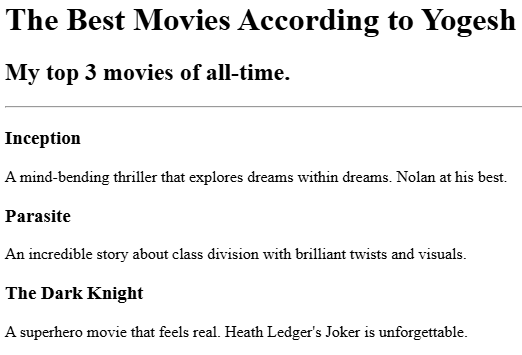 The Best Movies According to Yogesh
My top 3 movies of all-time.
Inception
A mind-bending thriller that explores dreams within dreams. Nolan at his best.
Parasite
An incredible story about class division with brilliant twists and visuals.
The Dark Knight
A superhero movie that feels real. Heath Ledger's Joker is unforgettable.